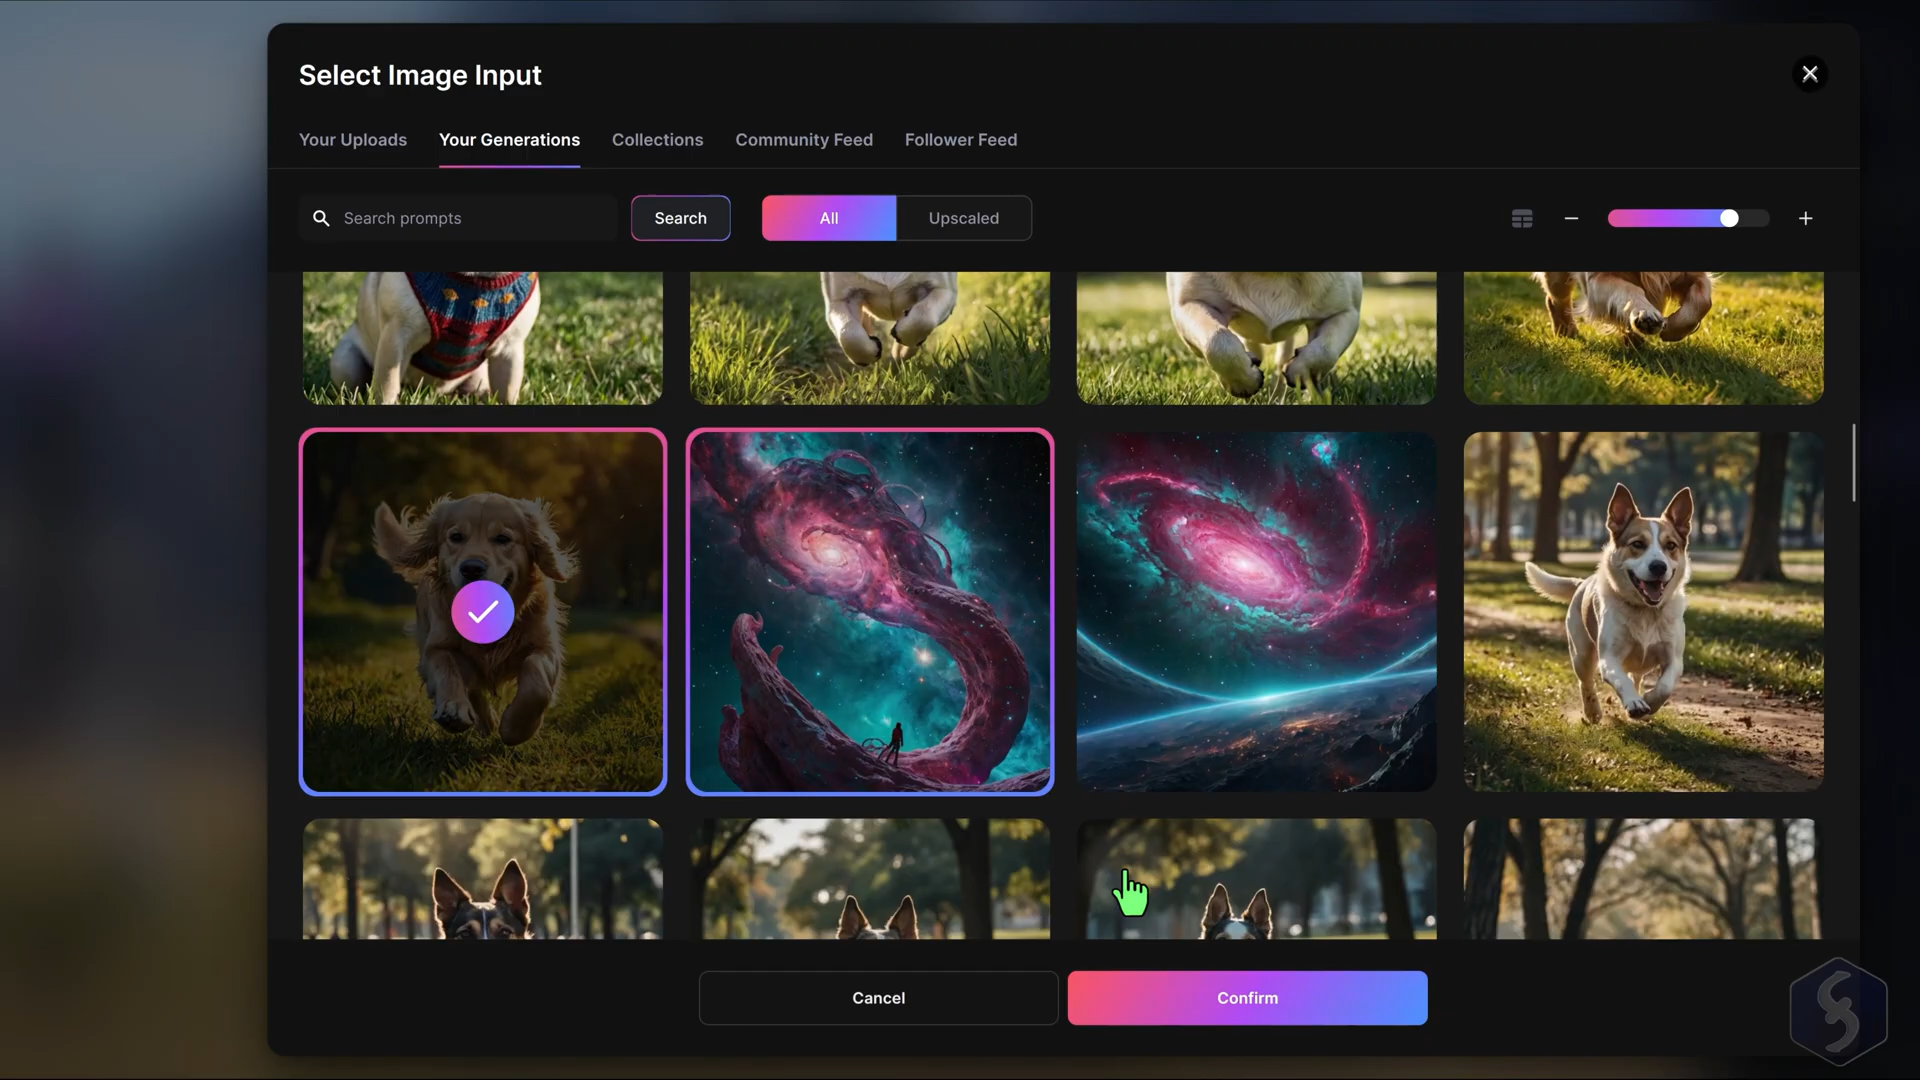 Select Image Input
Your Uploads
Your Generations
Collections
Community Feed
Follower Feed
Search prompts
Search
All
Upscaled
Cancel
Confirm